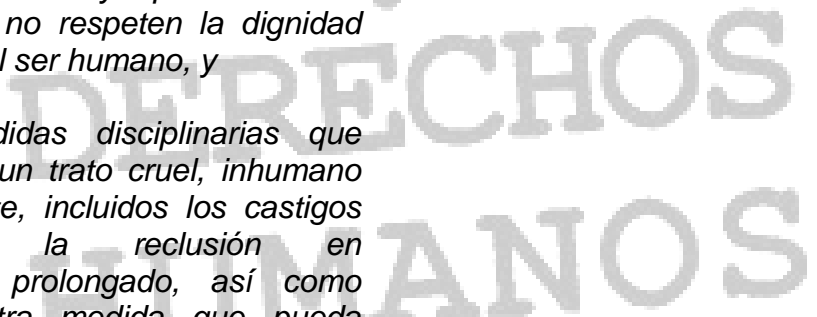 no respeten la dignidad
l ser humano, y
didas disciplinarias que
un trato cruel, inhumano
e, incluidos los castigos
la reclusión en
prolongado, así como
tra medida que pueda
DERECHOS
HUMANOS